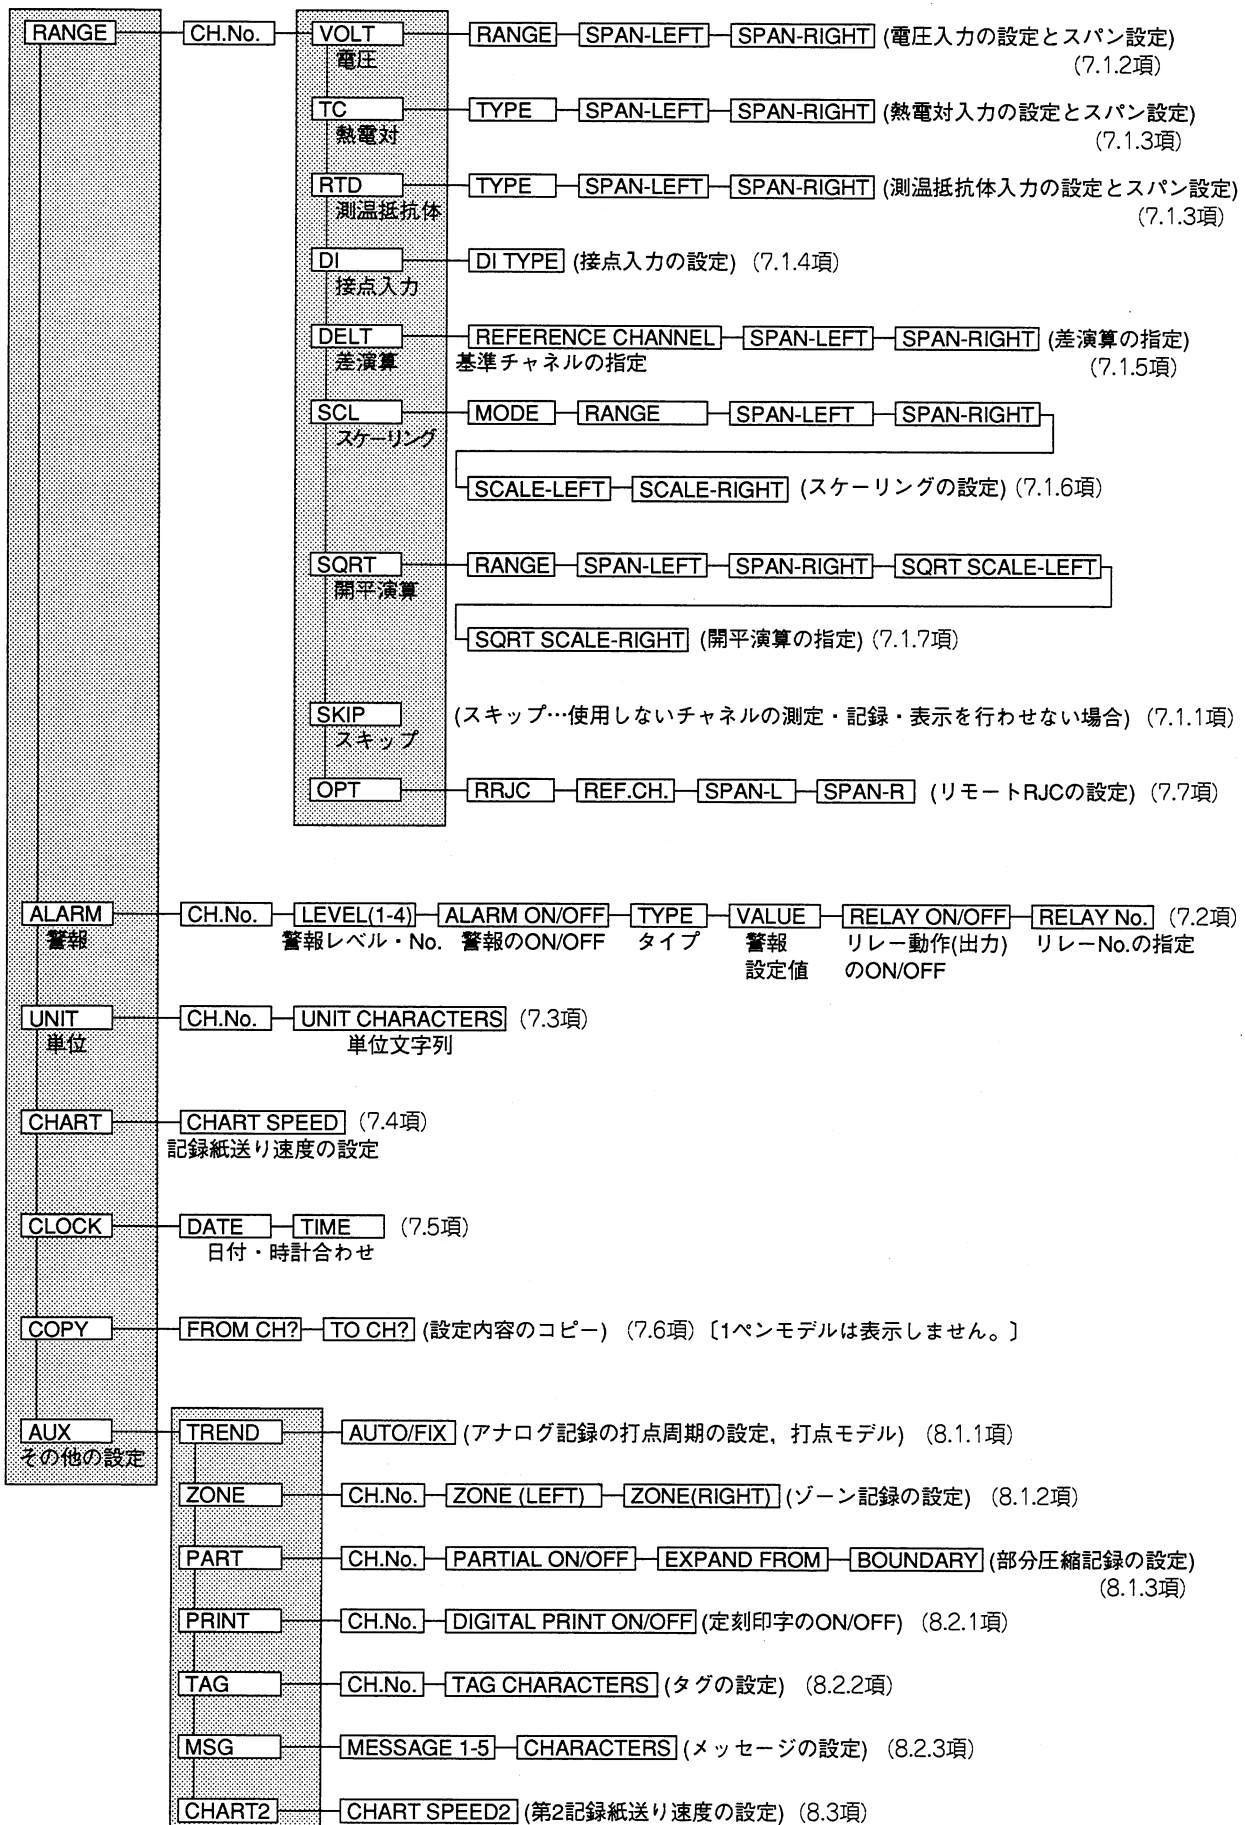 RANGE CH.No. VOLT RANGE SPAN-LEFT SPAN-RIGHT (電圧入力の設定とスパン設定)
電圧 (7.1.2項)
TC TYPE SPAN-LEFT SPAN-RIGHT (熱電対入力の設定とスパン設定)
熱電対 (7.1.3項)
RTD TYPE SPAN-LEFT SPAN-RIGHT (測温抵抗体入力の設定とスパン設定)
測温抵抗体 (7.1.3項)
DI DI TYPE (接点入力の設定) (7.1.4項)
接点入力
DELT REFERENCE CHANNEL SPAN-LEFT SPAN-RIGHT (差演算の指定)
差演算 基準チャネルの指定 (7.1.5項)
SCL MODE RANGE SPAN-LEFT SPAN-RIGHT
スケーリング
SCALE-LEFT SCALE-RIGHT (スケーリングの設定) (7.1.6項)
SQRT RANGE SPAN-LEFT SPAN-RIGHT SQRT SCALE-LEFT
開平演算
SQRT SCALE-RIGHT (開平演算の指定) (7.1.7項)
SKIP (スキップ…使用しないチャネルの測定・記録・表示を行わせない場合) (7.1.1項)
スキップ
OPT RRJC REF.CH. SPAN-L SPAN-R (リモートRJCの設定) (7.7項)
ALARM CH.No. LEVEL(1-4) ALARM ON/OFF TYPE VALUE RELAY ON/OFF RELAY No. (7.2項)
警報 警報レベル・No. 警報のON/OFF タイプ 警報 リレー動作(出力) リレーNo.の指定
設定値 のON/OFF
UNIT CH.No. UNIT CHARACTERS (7.3項)
単位 単位文字列
CHART CHART SPEED (7.4項)
記録紙送り速度の設定
CLOCK DATE TIME (7.5項)
日付・時計合わせ
COPY FROM CH? TO CH? (設定内容のコピー) (7.6項) 〔1ペンモデルは表示しません。〕
AUX TREND AUTO/FIX (アナログ記録の打点周期の設定, 打点モデル) (8.1.1項)
その他の設定
ZONE CH.No. ZONE (LEFT) ZONE(RIGHT) (ゾーン記録の設定) (8.1.2項)
PART CH.No. PARTIAL ON/OFF EXPAND FROM BOUNDARY (部分圧縮記録の設定)
(8.1.3項)
PRINT CH.No. DIGITAL PRINT ON/OFF (定刻印字のON/OFF) (8.2.1項)
TAG CH.No. TAG CHARACTERS (タグの設定) (8.2.2項)
MSG MESSAGE 1-5 CHARACTERS (メッセージの設定) (8.2.3項)
CHART2 CHART SPEED2 (第2記録紙送り速度の設定) (8.3項)